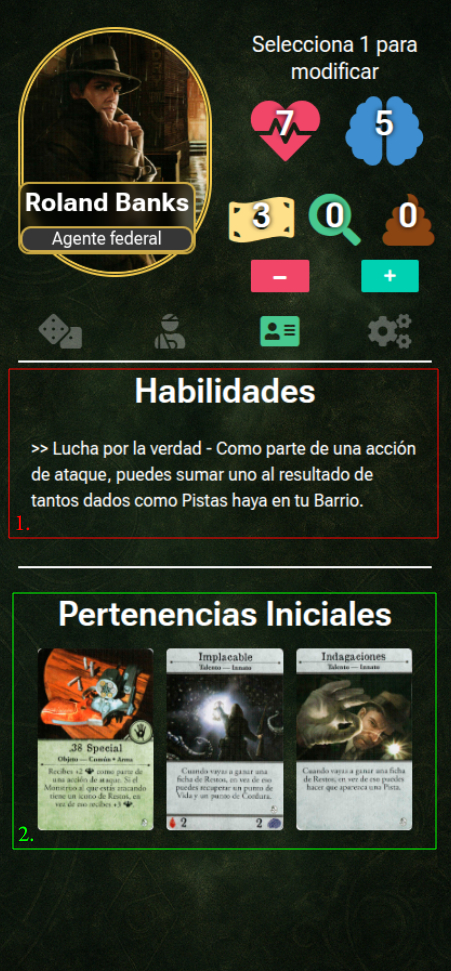 Selecciona 1 para
modificar
7
5
Roland Banks
Agente federal
3
0
0
-
+
Habilidades
>> Lucha por la verdad - Como parte de una acción
de ataque, puedes sumar uno al resultado de
tantos dados como Pistas haya en tu Barrio.
1.
Pertenencias Iniciales
.38 Special
Objeto — Común • Arma
Recibes +2 como parte de
una acción de ataque. Si el
Monstruo al que estás atacando
tiene un icono de Restos, en
vez de eso recibes +3 .
Implacable
Talento — Innato
Cuando vayas a ganar una
ficha de Restos, en vez de eso
puedes recuperar un punto de
Vida y un punto de Cordura.
2
2
Indagaciones
Talento — Innato
Cuando vayas a ganar una ficha
de Restos, en vez de eso puedes
hacer que aparezca una Pista.
2.